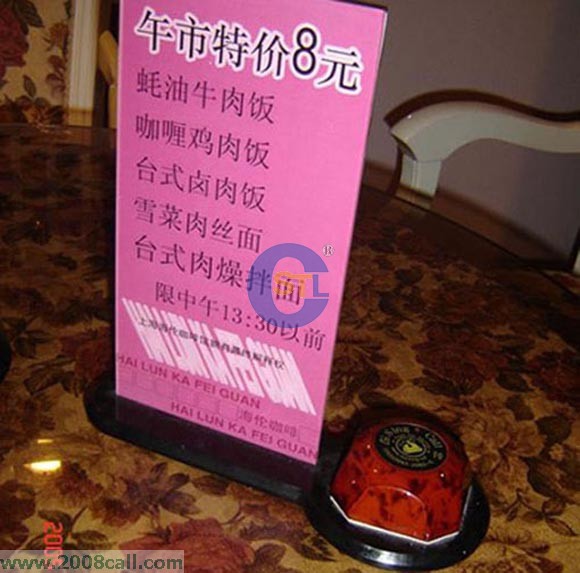 午市特价8元
蚝油牛肉饭
咖喱鸡肉饭
台式卤肉饭
雪菜肉丝面
台式肉燥拌面
限中午13:30以前
HAI LUN KA FEI GUAN
海伦咖啡
HAI LUN KA FEI GUAN
®
STL
www.2008call.com